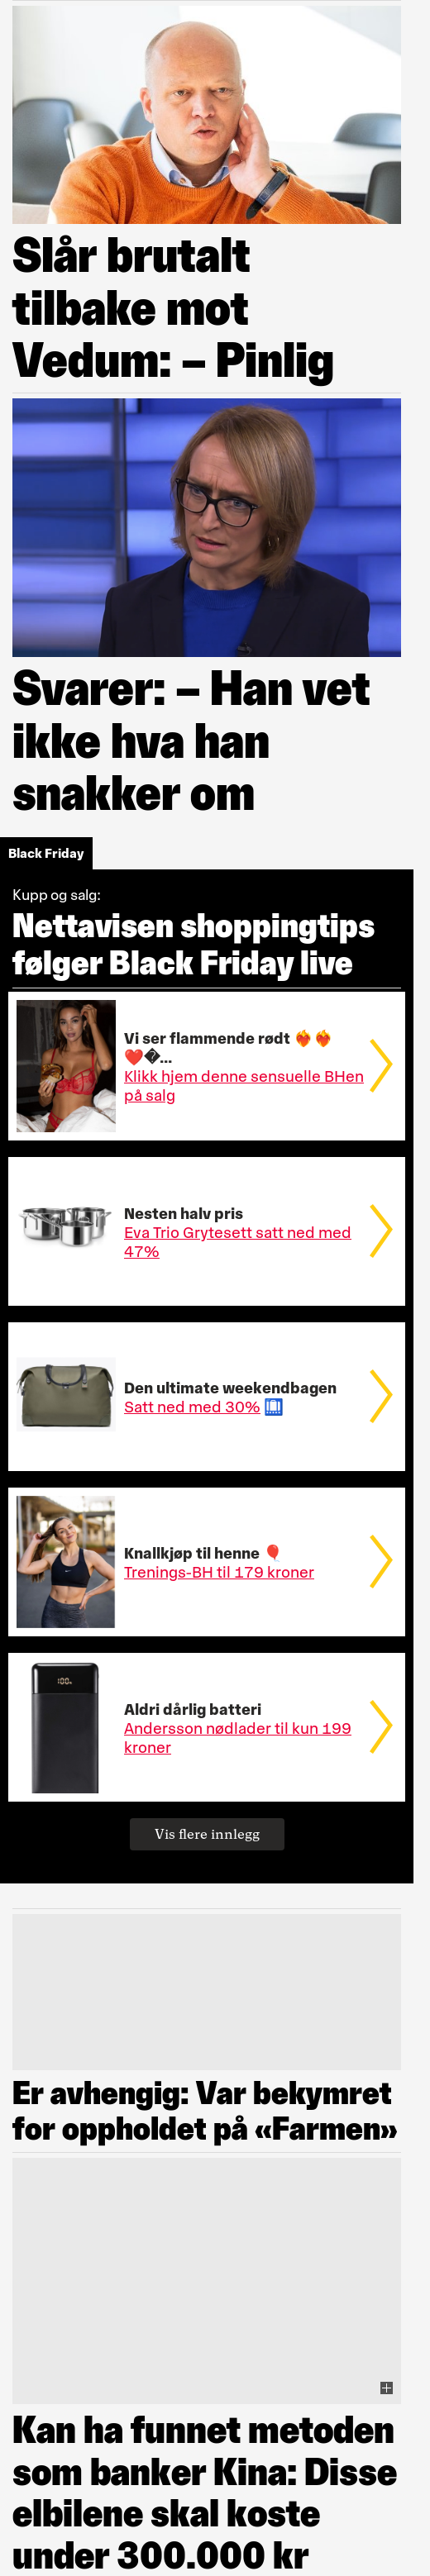 Slår brutalt
tilbake mot
Vedum: – Pinlig
Svarer: – Han vet
ikke hva han
snakker om
Black Friday
Kupp og salg:
Nettavisen shoppingtips
følger Black Friday live
Vi ser flammende rødt ❤️‍🔥❤️‍🔥
❤️�...
Klikk hjem denne sensuelle BHen
på salg
Nesten halv pris
Eva Trio Grytesett satt ned med
47%
Den ultimate weekendbagen
Satt ned med 30% 🛄
Knallkjøp til henne 🎈
Trenings-BH til 179 kroner
100%
Aldri dårlig batteri
Andersson nødlader til kun 199
kroner
Vis flere innlegg
Er avhengig: Var bekymret
for oppholdet på «Farmen»
Kan ha funnet metoden
som banker Kina: Disse
elbilene skal koste
under 300.000 kr